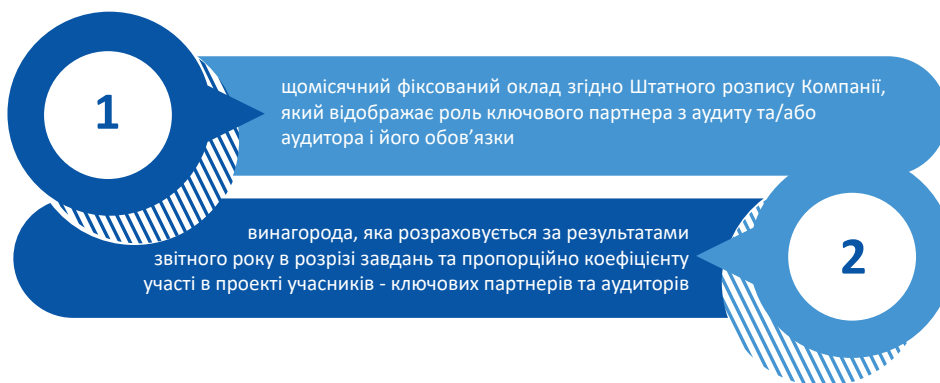 1
щомісячний фіксований оклад згідно Штатного розпису Компанії,
який відображає роль ключового партнера з аудиту та/або
аудитора і його обов’язки
винагорода, яка розраховується за результатами
звітного року в розрізі завдань та пропорційно коефіцієнту
участі в проекті учасників - ключових партнерів та аудиторів
2